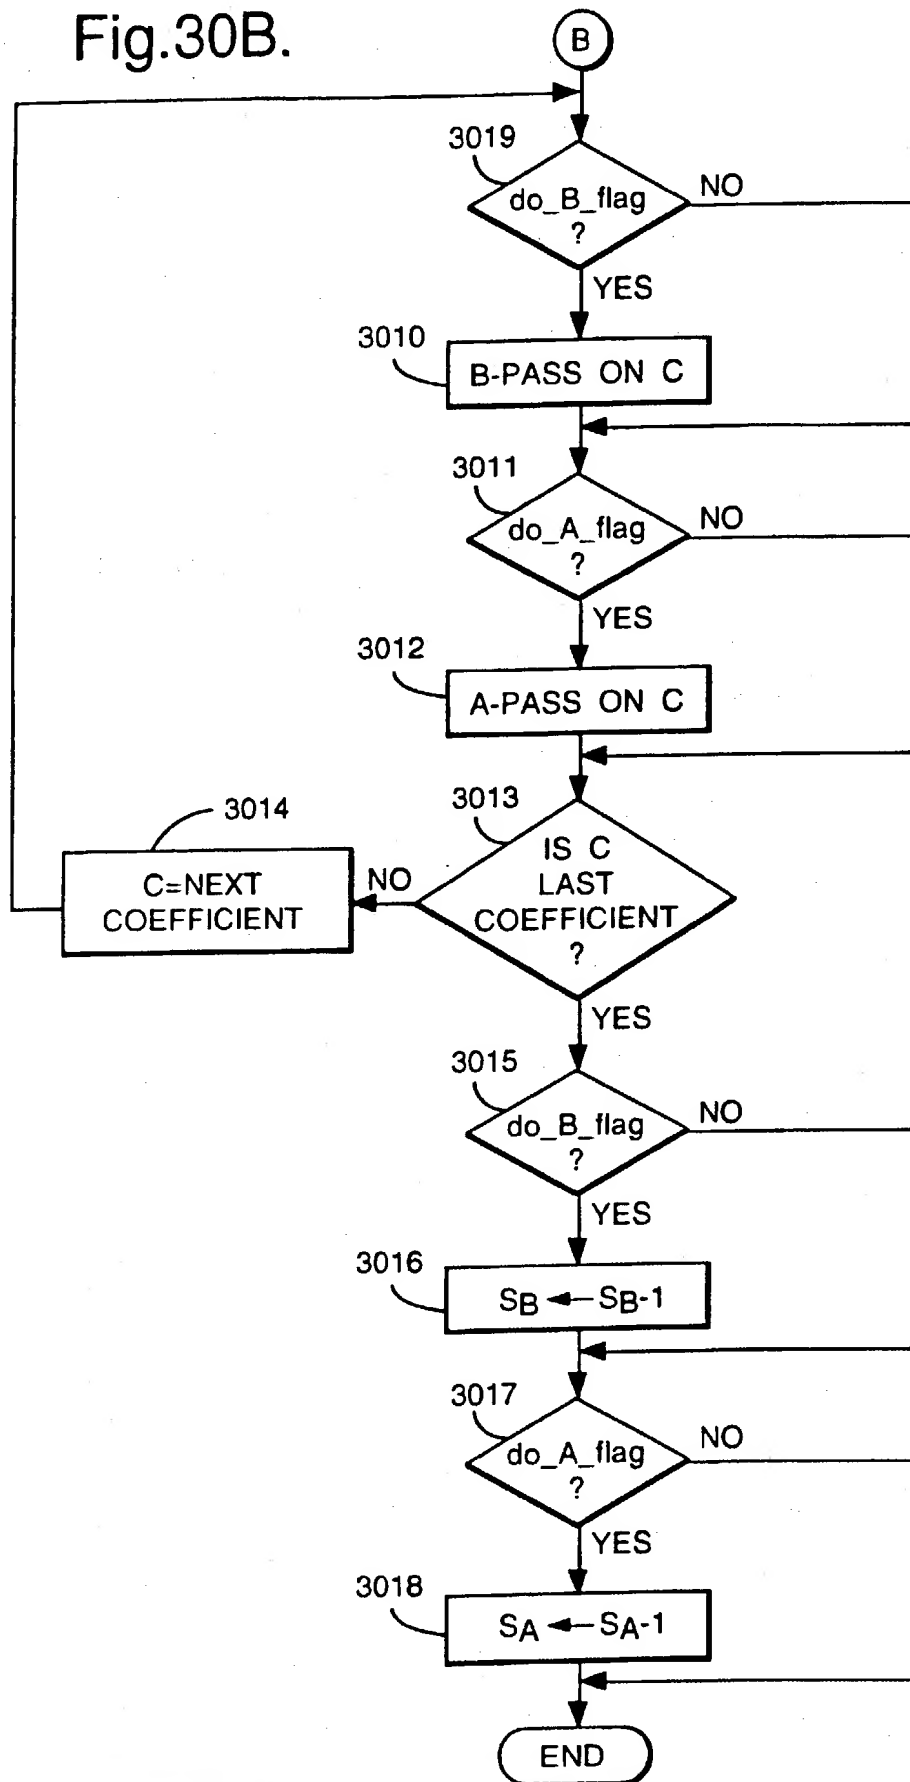 Fig.30B.
B
3019
do_B_flag
?
NO
YES
3010
B-PASS ON C
3011
do_A_flag
?
NO
YES
3012
A-PASS ON C
3013
IS C
LAST
COEFFICIENT
?
NO
3014
C=NEXT
COEFFICIENT
YES
3015
do_B_flag
?
NO
YES
3016
SB ← SB-1
3017
do_A_flag
?
NO
YES
3018
SA ← SA-1
END